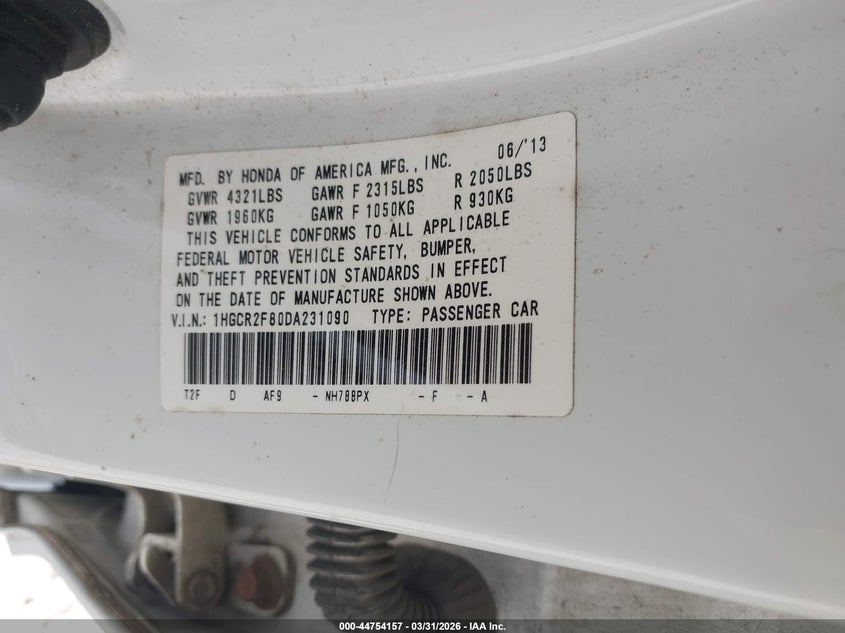 MFD. BY HONDA OF AMERICA MFG., INC. 06/'13
GVWR 4321LBS GAWR F 2315LBS R 2050LBS
GVWR 1960KG GAWR F 1050KG R 930KG
THIS VEHICLE CONFORMS TO ALL APPLICABLE
FEDERAL MOTOR VEHICLE SAFETY, BUMPER,
AND THEFT PREVENTION STANDARDS IN EFFECT
ON THE DATE OF MANUFACTURE SHOWN ABOVE.
V.I.N.: 1HGCR2F80DA231090 TYPE: PASSENGER CAR
T2F D AF9 - NH788PX - F - A
000-44754157 - 03/31/2026 - IAA Inc.